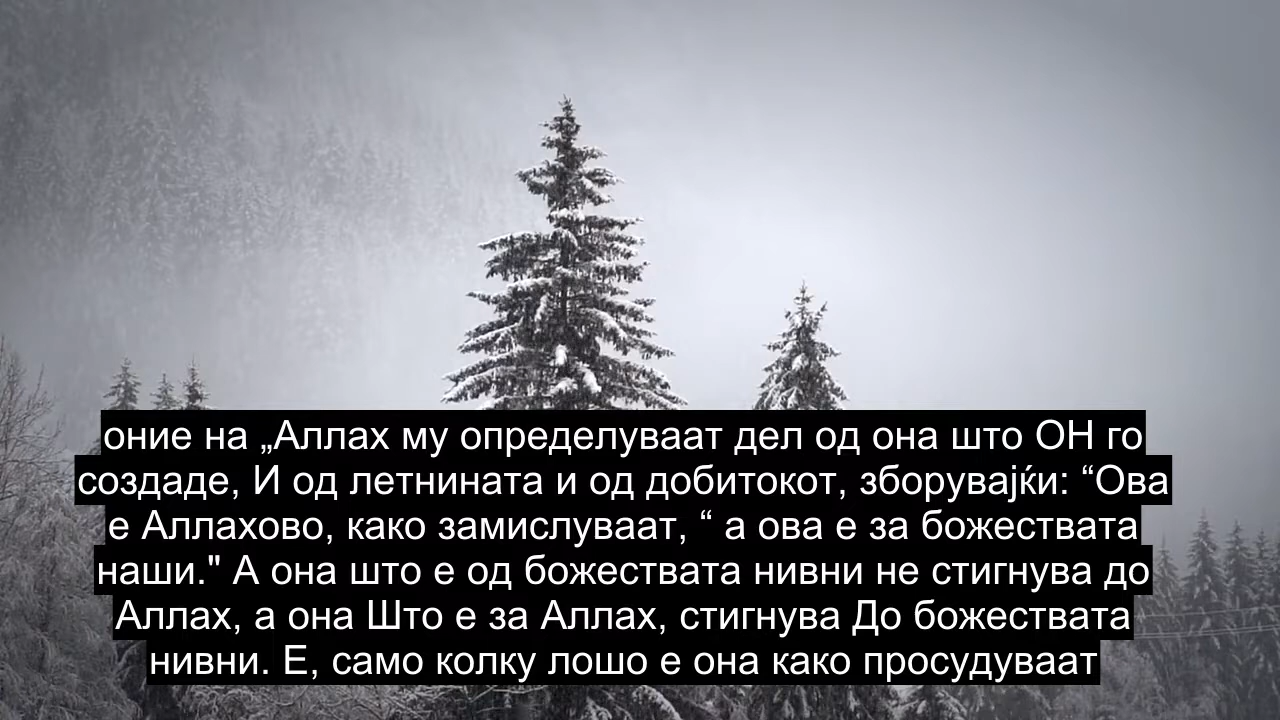 оние на „Аллах му определуваат дел од она што ОН го
создаде, И од летнината и од добитокот, зборувајќи: “Ова
е Аллахово, како замислуваат, “ а ова е за божествата
наши." А она што е од божествата нивни не стигнува до
Аллах, а она Што е за Аллах, стигнува До божествата
нивни. Е, само колку лошо е она како просудуваат